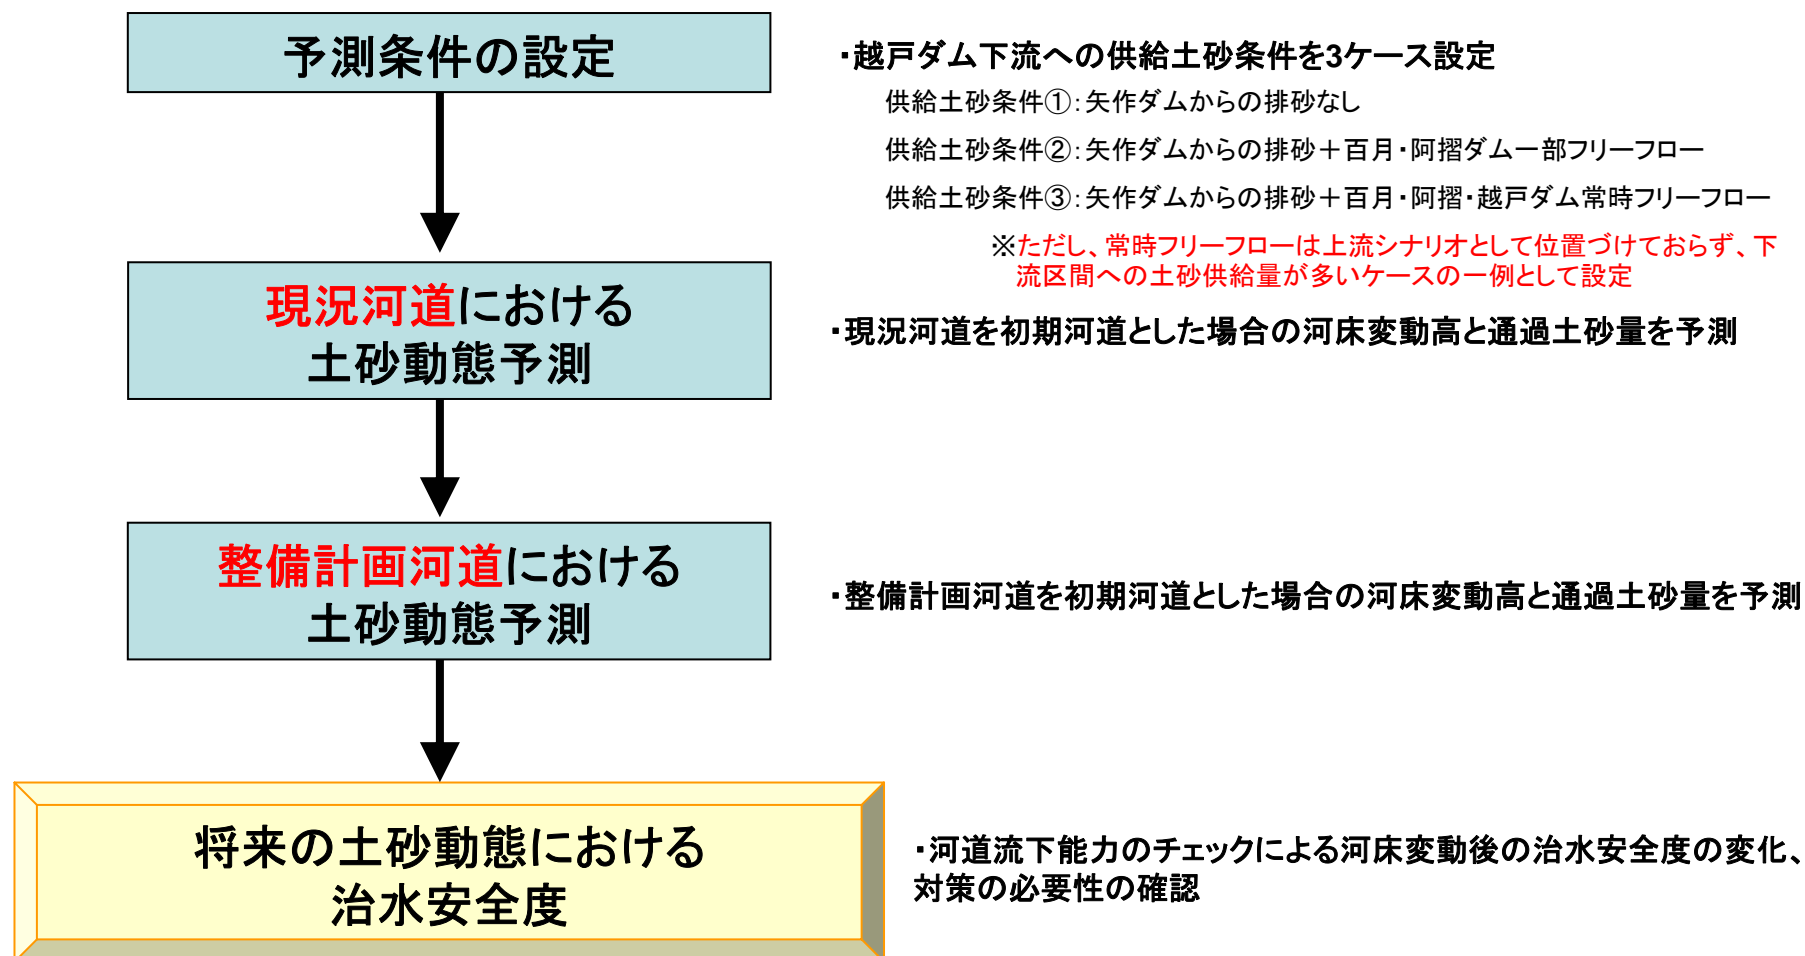 予測条件の設定
・越戸ダム下流への供給土砂条件を3ケース設定
供給土砂条件①：矢作ダムからの排砂なし
供給土砂条件②：矢作ダムからの排砂＋百月・阿摺ダム一部フリーフロー
供給土砂条件③：矢作ダムからの排砂＋百月・阿摺・越戸ダム常時フリーフロー
※ただし、常時フリーフローは上流シナリオとして位置づけておらず、下
流区間への土砂供給量が多いケースの一例として設定
現況河道における
土砂動態予測
・現況河道を初期河道とした場合の河床変動高と通過土砂量を予測
整備計画河道における
土砂動態予測
・整備計画河道を初期河道とした場合の河床変動高と通過土砂量を予測
将来の土砂動態における
治水安全度
・河道流下能力のチェックによる河床変動後の治水安全度の変化、
対策の必要性の確認